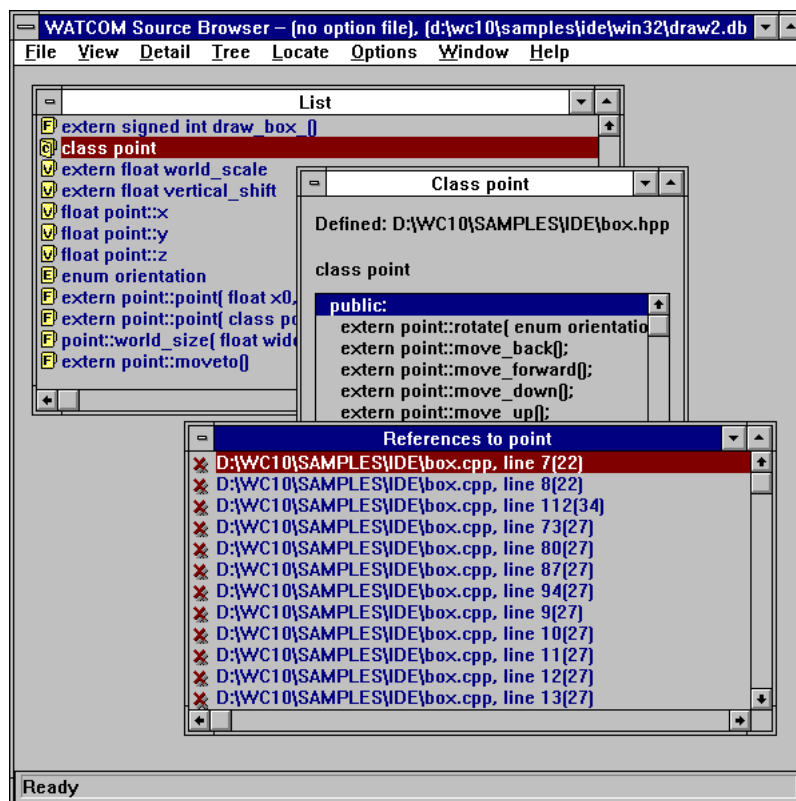 WATCOM Source Browser – (no option file), (d:\wc10\samples\ide\win32\draw2.db
File View Detail Tree Locate Options Window Help
List
extern signed int draw_box_()
class point
extern float world_scale
extern float vertical_shift
float point::x
float point::y
float point::z
enum orientation
extern point::point( float x0,
extern point::point( class po
point::world_size( float wid
extern point::moveto()
Class point
Defined: D:\WC10\SAMPLES\IDE\box.hpp
class point
public:
extern point::rotate( enum orientatio
extern point::move_back();
extern point::move_forward();
extern point::move_down();
extern point::move_up();
References to point
D:\WC10\SAMPLES\IDE\box.cpp, line 7(22)
D:\WC10\SAMPLES\IDE\box.cpp, line 8(22)
D:\WC10\SAMPLES\IDE\box.cpp, line 112(34)
D:\WC10\SAMPLES\IDE\box.cpp, line 73(27)
D:\WC10\SAMPLES\IDE\box.cpp, line 80(27)
D:\WC10\SAMPLES\IDE\box.cpp, line 87(27)
D:\WC10\SAMPLES\IDE\box.cpp, line 94(27)
D:\WC10\SAMPLES\IDE\box.cpp, line 9(27)
D:\WC10\SAMPLES\IDE\box.cpp, line 10(27)
D:\WC10\SAMPLES\IDE\box.cpp, line 11(27)
D:\WC10\SAMPLES\IDE\box.cpp, line 12(27)
D:\WC10\SAMPLES\IDE\box.cpp, line 13(27)
Ready